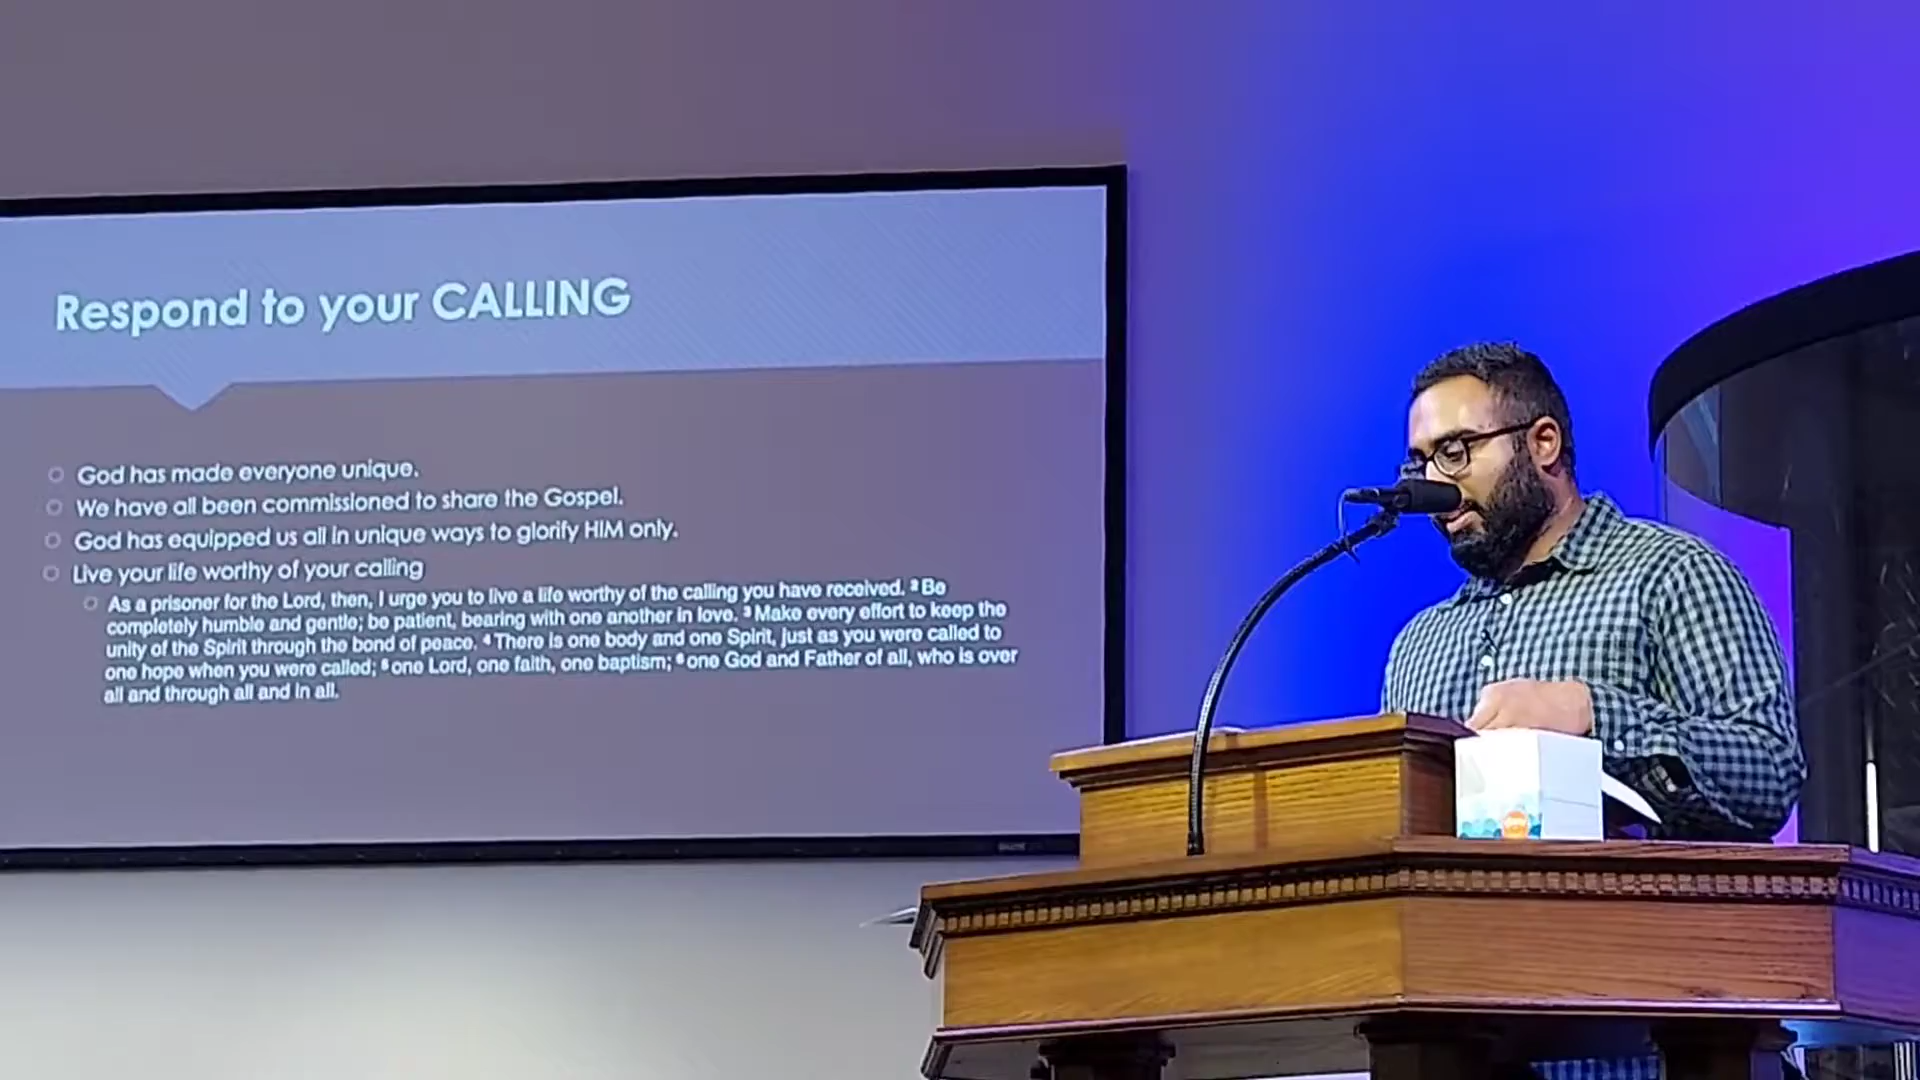 Respond to your CALLING
God has made everyone unique.
We have all been commissioned to share the Gospel.
God has equipped us all in unique ways to glorify HIM only.
Live your life worthy of your calling
As a prisoner for the Lord, then, I urge you to live a life worthy of the calling you have received. ² Be
completely humble and gentle; be patient, bearing with one another in love. ³ Make every effort to keep the
unity of the Spirit through the bond of peace. ⁴ There is one body and one Spirit, just as you were called to
one hope when you were called; ⁵ one Lord, one faith, one baptism; ⁶ one God and Father of all, who is over
all and through all and in all.